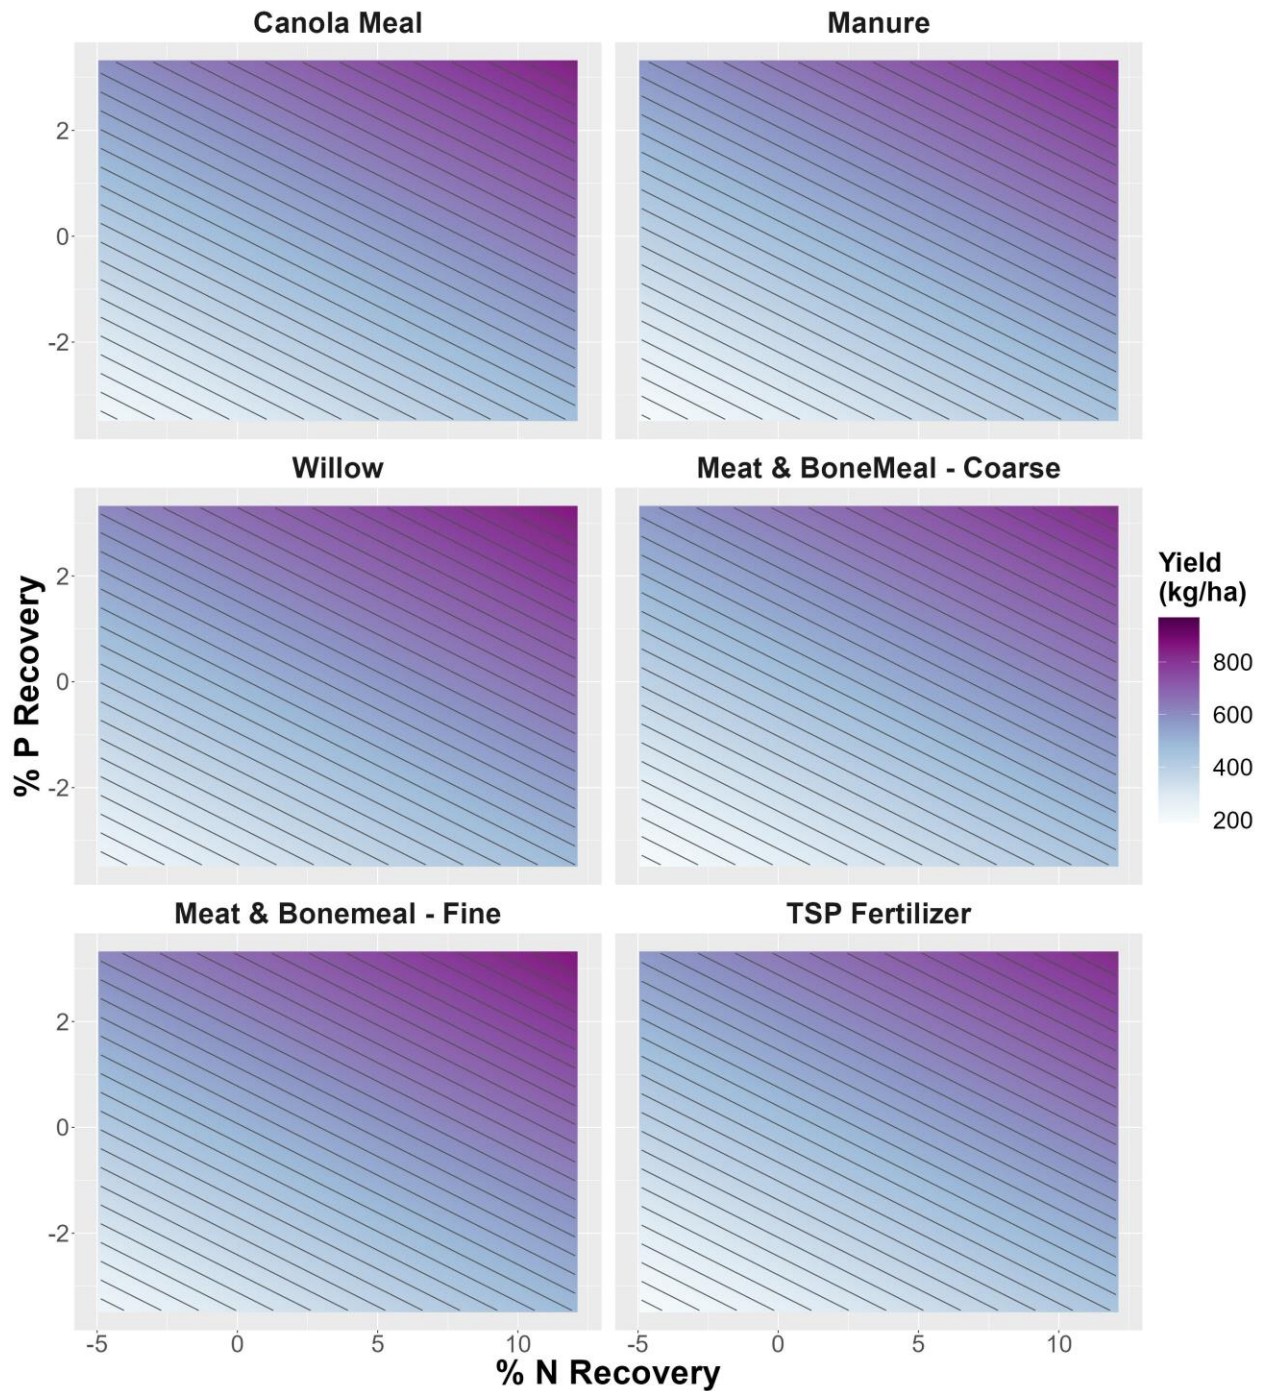 Canola Meal
Manure
2
0
-2
Willow
Meat & BoneMeal - Coarse
2
0
-2
% P Recovery
Yield
(kg/ha)
800
600
400
200
Meat & Bonemeal - Fine
TSP Fertilizer
2
0
-2
-5 0 5 10
-5 0 5 10
% N Recovery